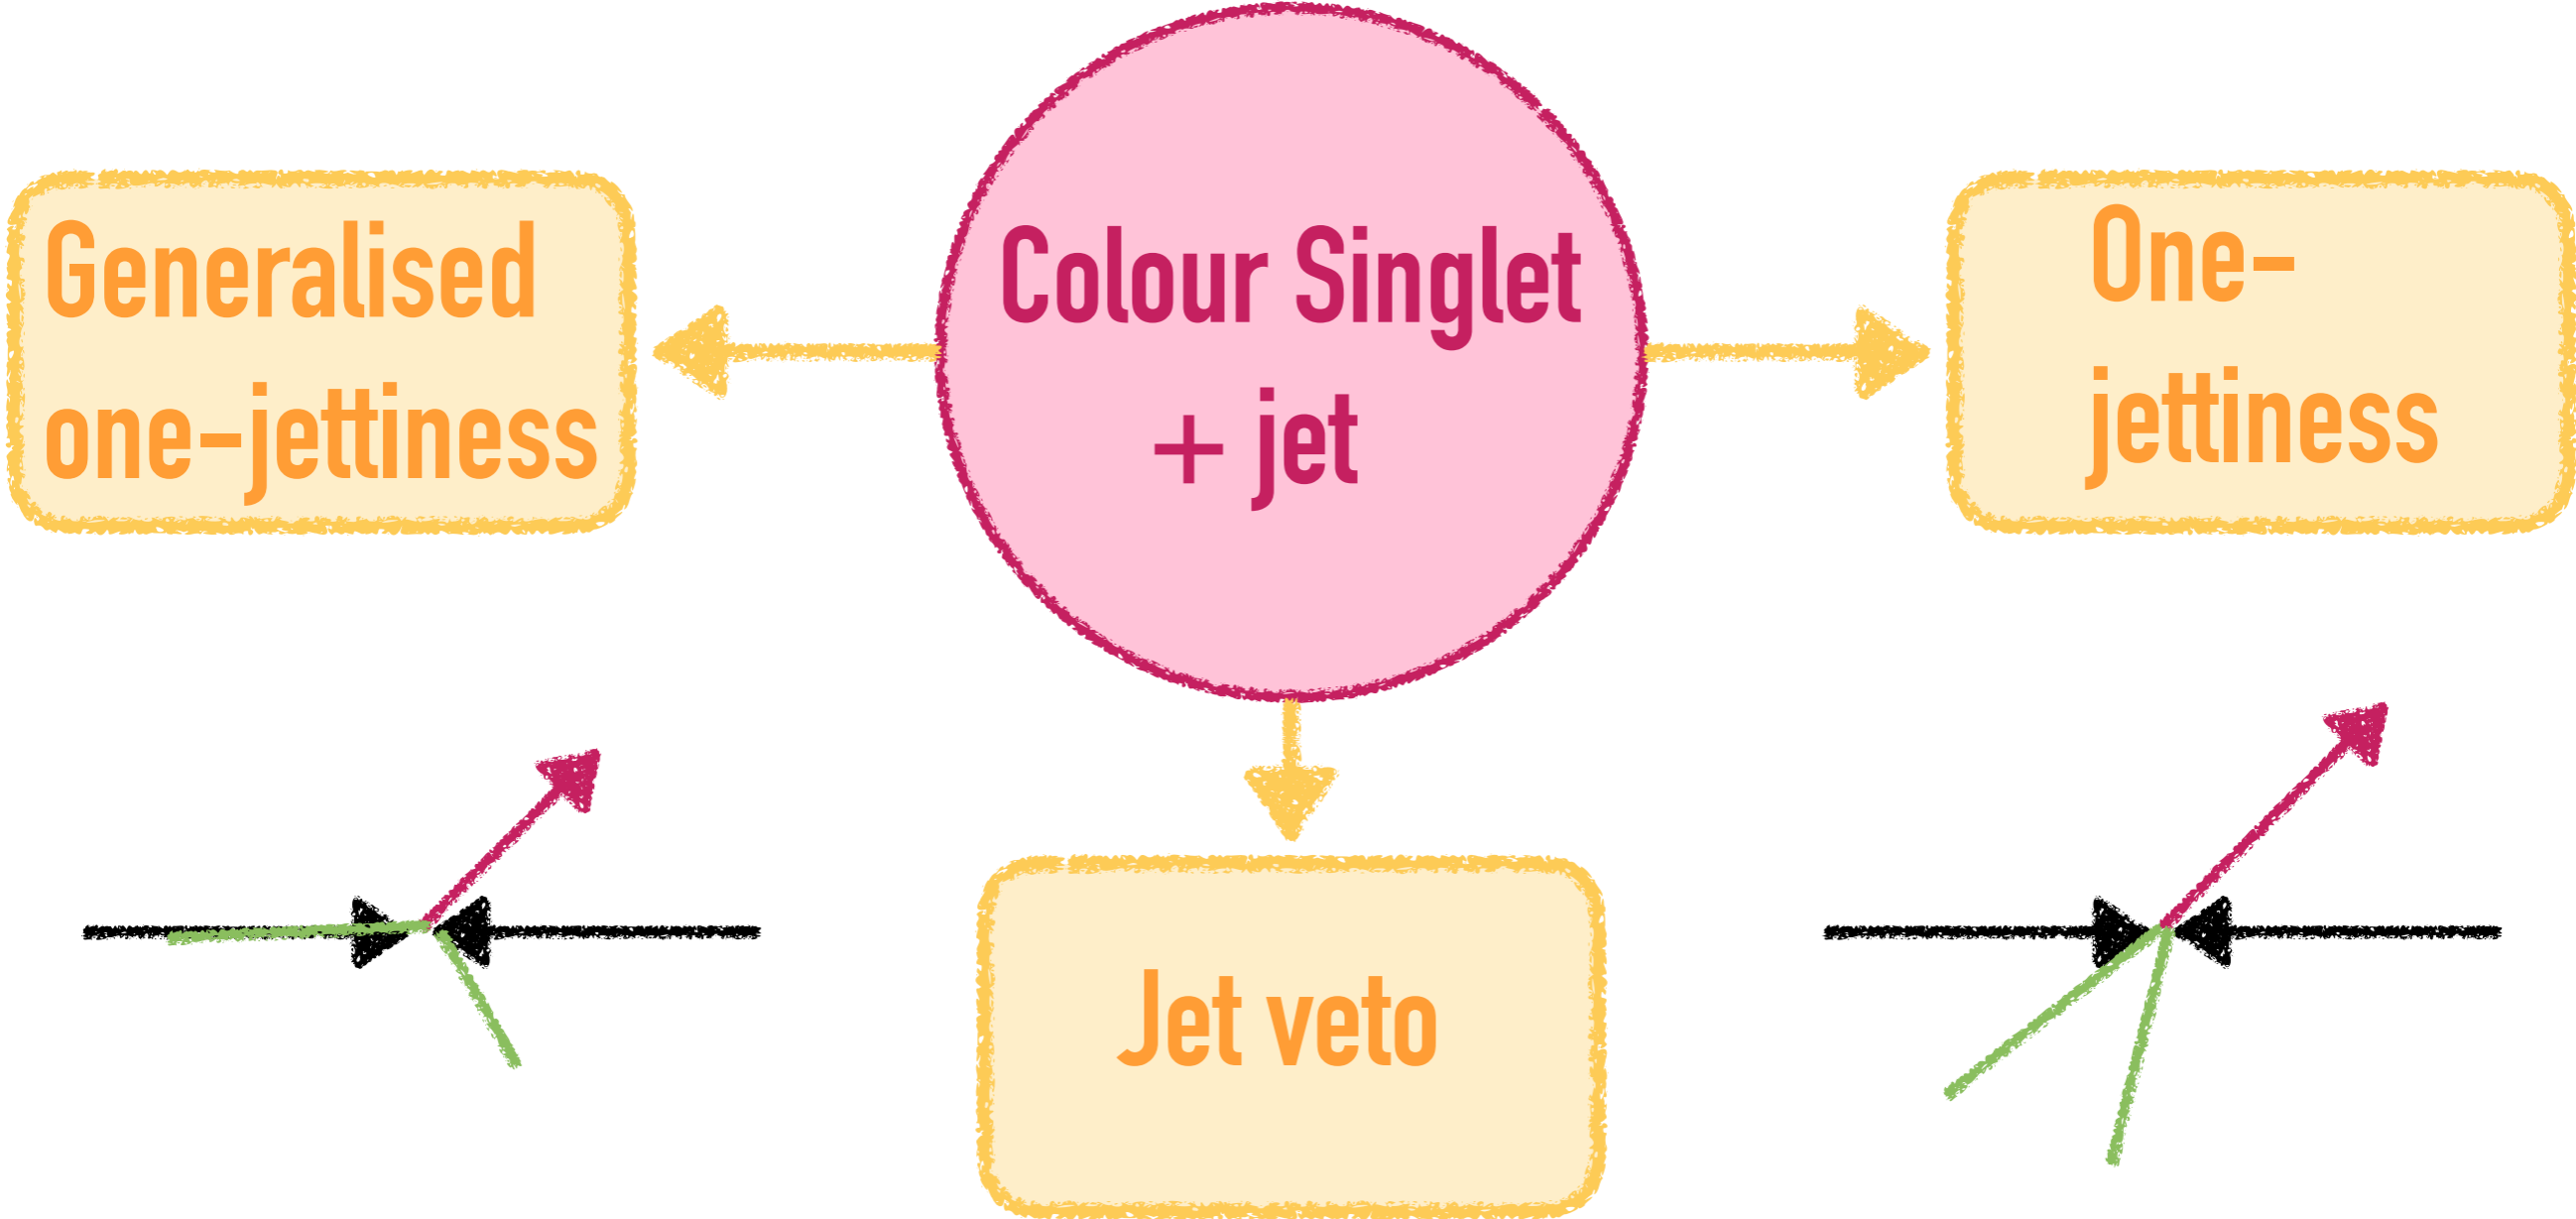 Generalised
one-jettiness
Colour Singlet
+ jet
One-
jettiness
Jet veto